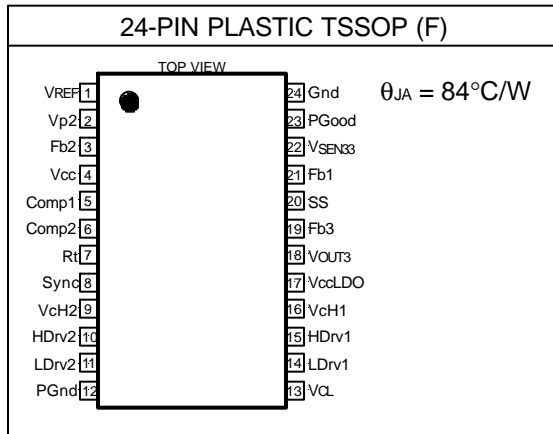 24-PIN PLASTIC TSSOP (F)
TOP VIEW
θJA = 84°C/W
VREF 1
Vp2 2
Fb2 3
Vcc 4
Comp1 5
Comp2 6
Rt 7
Sync 8
VcH2 9
HDrv2 10
LDrv2 11
PGnd 12
24 Gnd
23 PGood
22 VSEN33
21 Fb1
20 SS
19 Fb3
18 VOUT3
17 VccLDO
16 VcH1
15 HDrv1
14 LDrv1
13 VCL